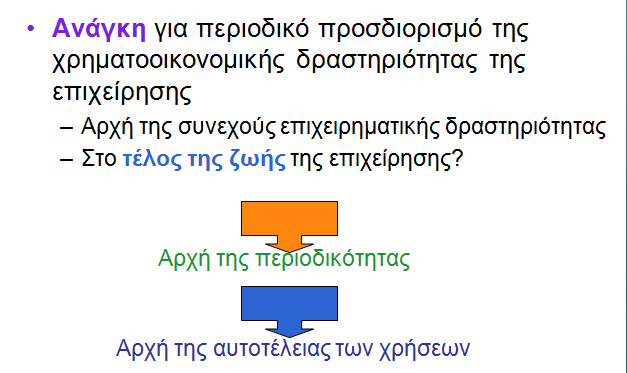 • Ανάγκη για περιοδικό προσδιορισμό της
χρηματοοικονομικής δραστηριότητας της
επιχείρησης
– Αρχή της συνεχούς επιχειρηματικής δραστηριότητας
– Στο τέλος της ζωής της επιχείρησης?
Αρχή της περιοδικότητας
Αρχή της αυτοτέλειας των χρήσεων